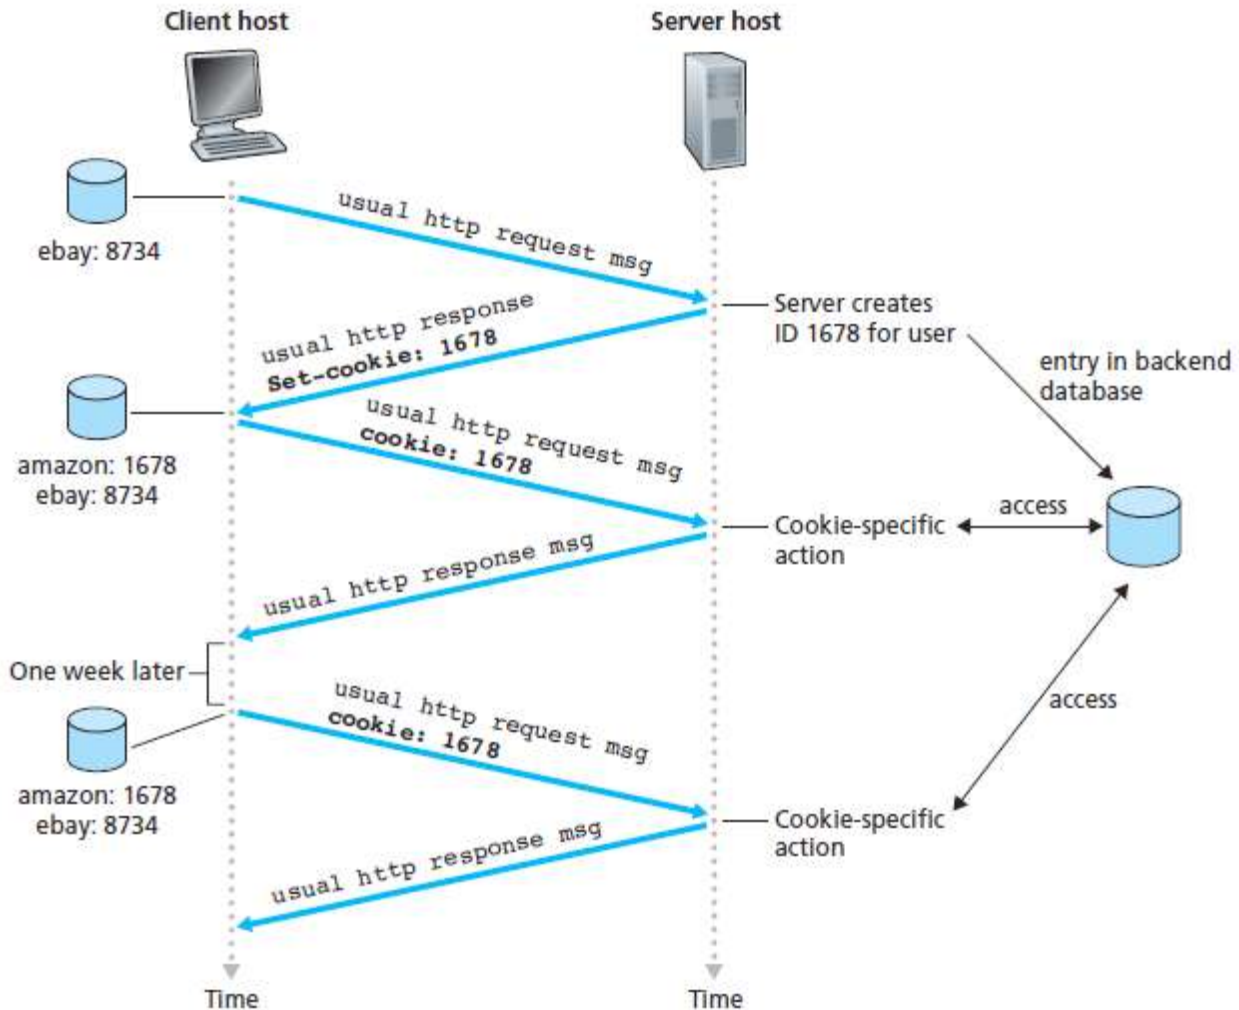 Client host
Server host
usual http request msg
ebay: 8734
Server creates
ID 1678 for user
usual http response
Set-cookie: 1678
entry in backend
database
usual http request msg
cookie: 1678
amazon: 1678
ebay: 8734
access
Cookie-specific
action
usual http response msg
One week later
usual http request msg
cookie: 1678
access
amazon: 1678
ebay: 8734
Cookie-specific
action
usual http response msg
Time
Time